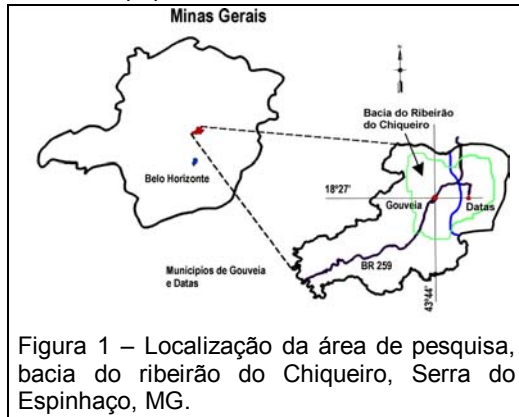 Minas Gerais
Bacia do Ribeirão
do Chiqueiro
Belo Horizonte
18°27'
Gouveia
Datas
BR 259
Municípios de Gouveia
e Datas
43°44'
Figura 1 – Localização da área de pesquisa,
bacia do ribeirão do Chiqueiro, Serra do
Espinhaço, MG.